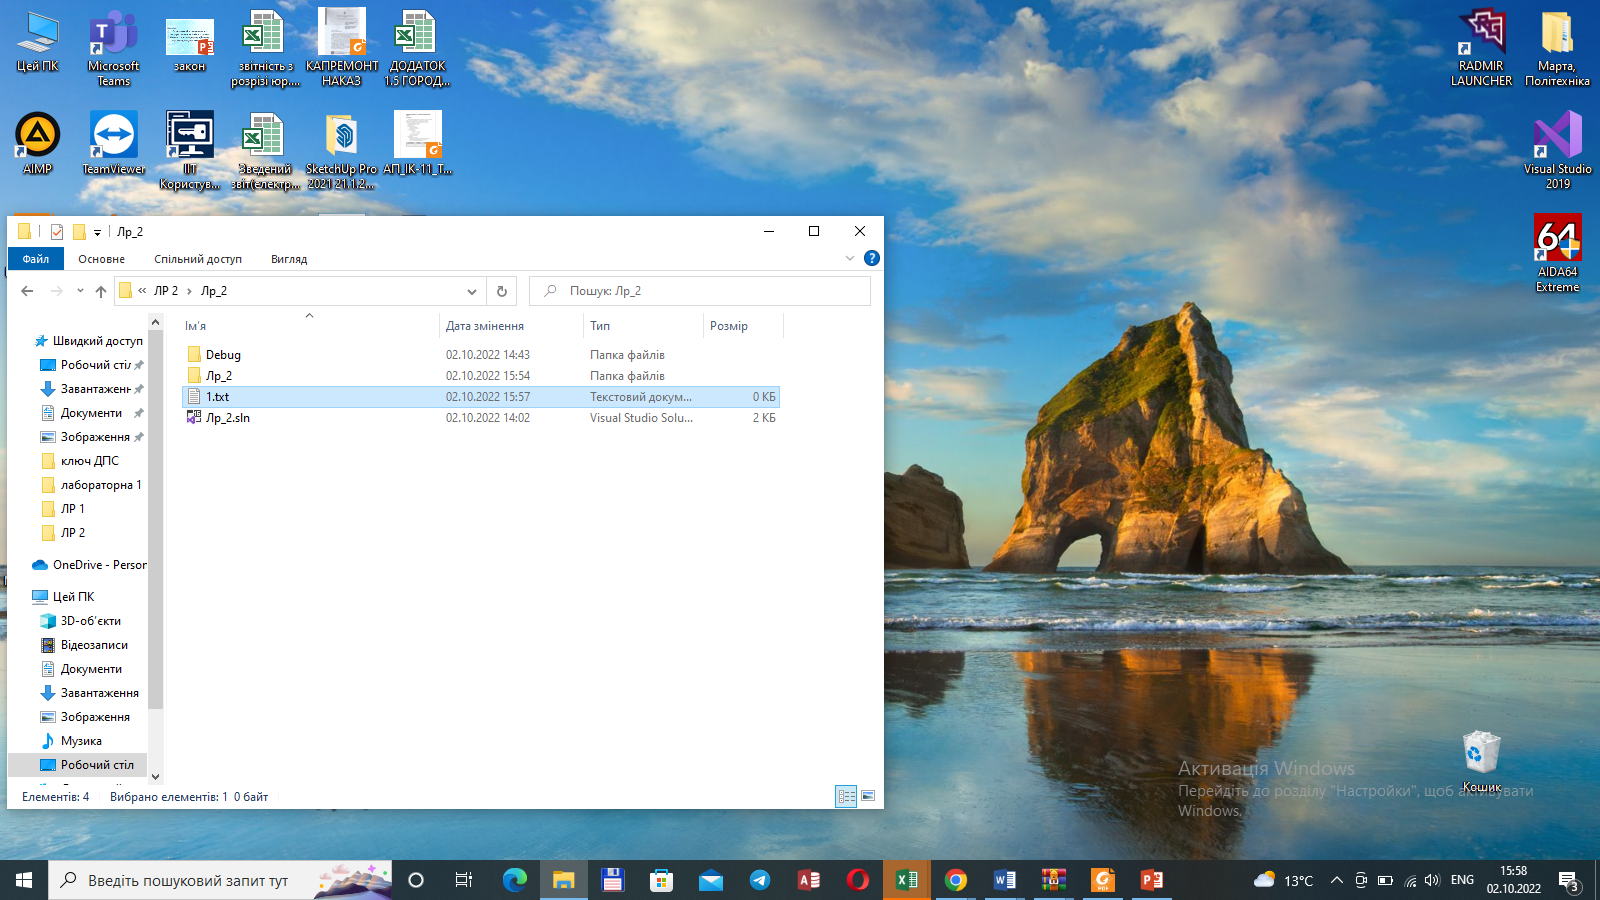 Цей ПК
Microsoft
Teams
закон
звітність з
розрізі юр....
КАПРЕМОНТ
НАКАЗ
ДОДАТОК
1.5 ГОРОД...
RADMIR
LAUNCHER
Марта,
Політехніка
AIMP
TeamViewer
ІІТ
Користув...
Зведений
звіт(електр...
SketchUp Pro
2021 21.1.2...
АП_ІК-11_Т...
Visual Studio
2019
64
AIDA64
Extreme
Лр_2
Файл
Основне
Спільний доступ
Вигляд
« ЛР 2 › Лр_2
Пошук: Лр_2
Ім'я
Дата змінення
Тип
Розмір
Debug 02.10.2022 14:43 Папка файлів
Лр_2 02.10.2022 15:54 Папка файлів
1.txt 02.10.2022 15:57 Текстовий докум... 0 КБ
Лр_2.sln 02.10.2022 14:02 Visual Studio Solu... 2 КБ
Швидкий доступ
Робочий стіл
Завантажен
Документи
Зображення
ключ ДПС
лабораторна 1
ЛР 1
ЛР 2
OneDrive - Person
Цей ПК
3D-об'єкти
Відеозаписи
Документи
Завантаження
Зображення
Музика
Робочий стіл
Елементів: 4
Вибрано елементів: 1 0 байт
Кошик
Активація Windows
Перейдіть до розділу "Настройки", щоб активувати
Windows.
Введіть пошуковий запит тут
13°C
ENG
15:58
02.10.2022
3